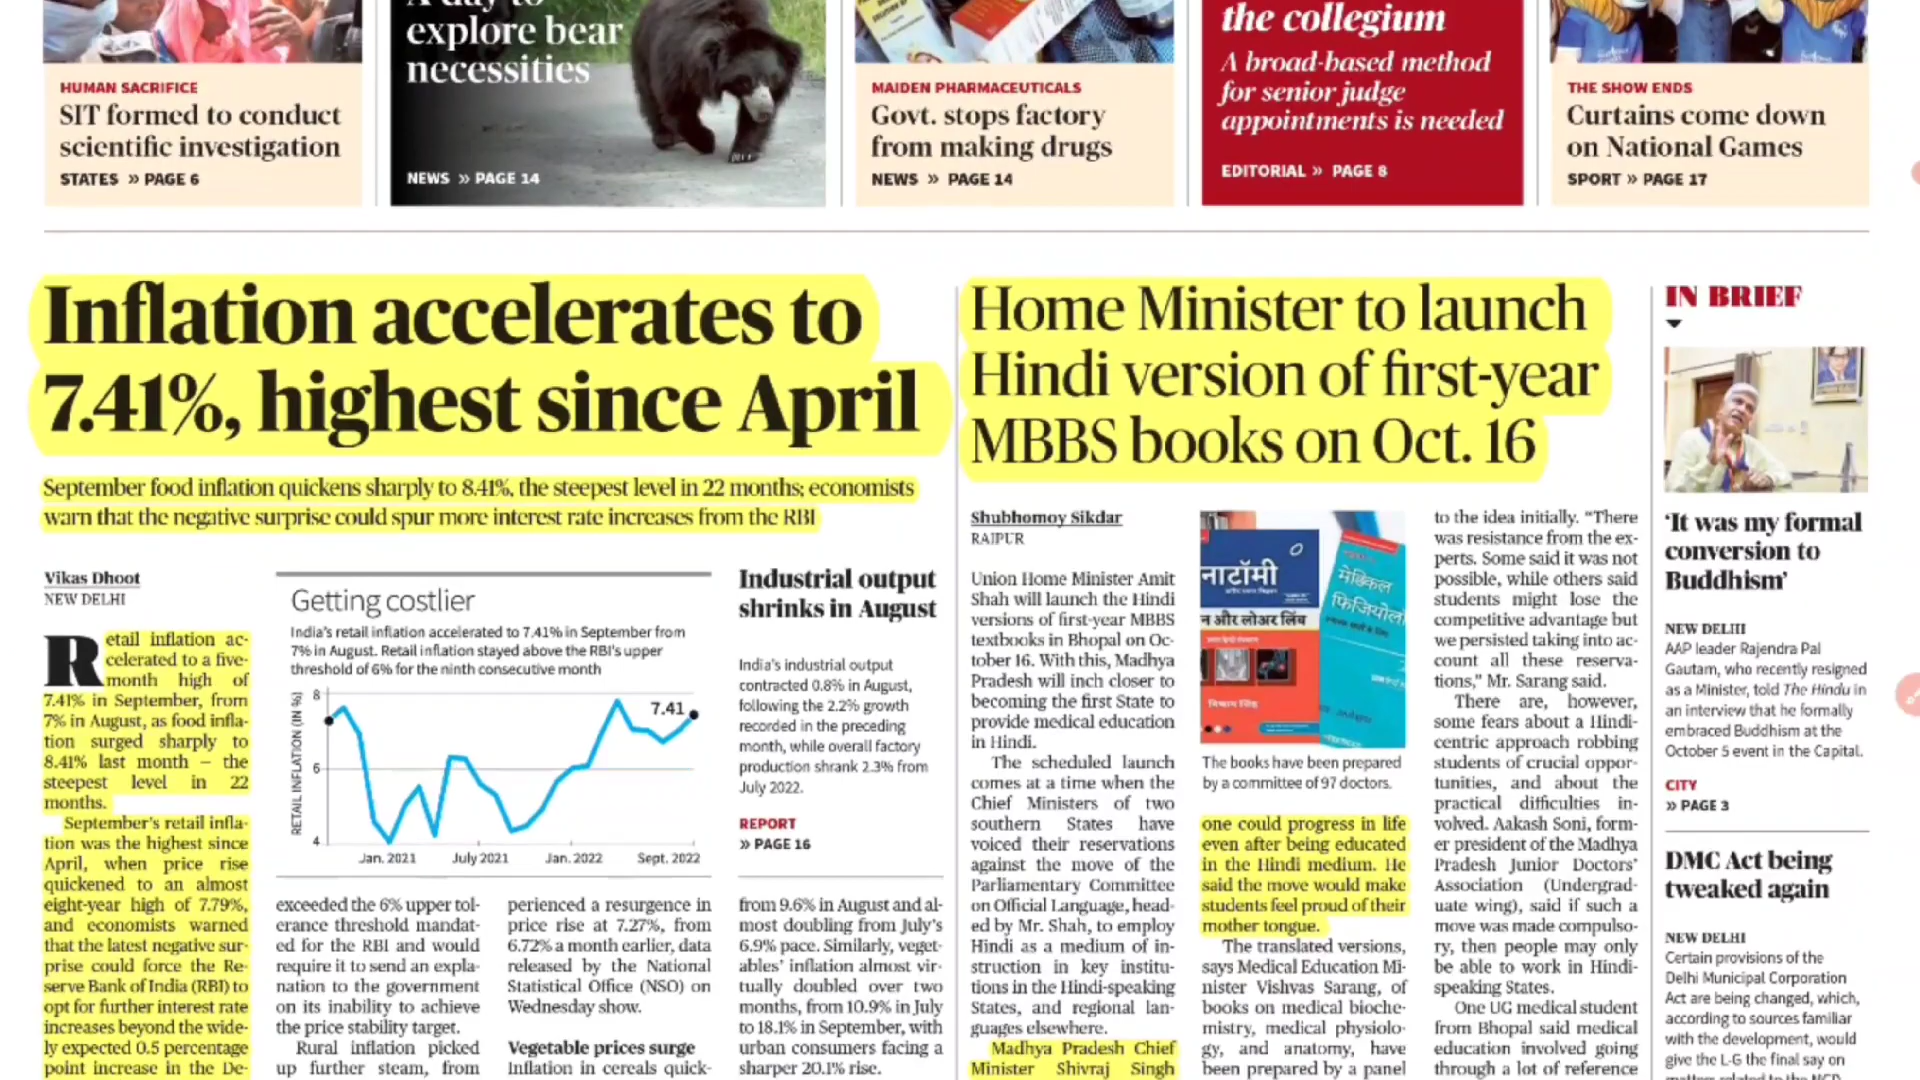 explore bear
necessities
NEWS » PAGE 14
HUMAN SACRIFICE
SIT formed to conduct
scientific investigation
STATES » PAGE 6
MAIDEN PHARMACEUTICALS
Govt. stops factory
from making drugs
NEWS » PAGE 14
the collegium
A broad-based method
for senior judge
appointments is needed
EDITORIAL » PAGE 8
THE SHOW ENDS
Curtains come down
on National Games
SPORT » PAGE 17
Inflation accelerates to
7.41%, highest since April
September food inflation quickens sharply to 8.41%, the steepest level in 22 months; economists
warn that the negative surprise could spur more interest rate increases from the RBI
Vikas Dhoot
NEW DELHI
Retail inflation ac-
celerated to a five-
month high of
7.41% in September, from
7% in August, as food infla-
tion surged sharply to
8.41% last month – the
steepest level in 22
months.
September's retail infla-
tion was the highest since
April, when price rise
quickened to an almost
eight-year high of 7.79%,
and economists warned
that the latest negative sur-
prise could force the Re-
serve Bank of India (RBI) to
opt for further interest rate
increases beyond the wide-
ly expected 0.5 percentage
point increase in the De-
Getting costlier
India's retail inflation accelerated to 7.41% in September from
7% in August. Retail inflation stayed above the RBI's upper
threshold of 6% for the ninth consecutive month
RETAIL INFLATION (IN %)
8
6
4
7.41
Jan. 2021 July 2021 Jan. 2022 Sept. 2022
exceeded the 6% upper tol-
erance threshold mandat-
ed for the RBI and would
require it to send an expla-
nation to the government
on its inability to achieve
the price stability target.
Rural inflation picked
up further steam, from
perienced a resurgence in
price rise at 7.27%, from
6.72% a month earlier, data
released by the National
Statistical Office (NSO) on
Wednesday show.
Vegetable prices surge
Inflation in cereals quick-
Industrial output
shrinks in August
India's industrial output
contracted 0.8% in August,
following the 2.2% growth
recorded in the preceding
month, while overall factory
production shrank 2.3% from
July 2022.
REPORT
» PAGE 16
from 9.6% in August and al-
most doubling from July's
6.9% pace. Similarly, veget-
ables' inflation almost vir-
tually doubled over two
months, from 10.9% in July
to 18.1% in September, with
urban consumers facing a
sharper 20.1% rise.
Home Minister to launch
Hindi version of first-year
MBBS books on Oct. 16
Shubhomoy Sikdar
RAIPUR
Union Home Minister Amit
Shah will launch the Hindi
versions of first-year MBBS
textbooks in Bhopal on Oc-
tober 16. With this, Madhya
Pradesh will inch closer to
becoming the first State to
provide medical education
in Hindi.
The scheduled launch
comes at a time when the
Chief Ministers of two
southern States have
voiced their reservations
against the move of the
Parliamentary Committee
on Official Language, head-
ed by Mr. Shah, to employ
Hindi as a medium of in-
struction in key institu-
tions in the Hindi-speaking
States, and regional lan-
guages elsewhere.
Madhya Pradesh Chief
Minister Shivraj Singh
नाटॉमी
न और लोअर लिंब
मेडिकल
The books have been prepared
by a committee of 97 doctors.
one could progress in life
even after being educated
in the Hindi medium. He
said the move would make
students feel proud of their
mother tongue.
The translated versions,
says Medical Education Mi-
nister Vishvas Sarang, of
books on medical bioche-
mistry, medical physiolo-
gy, and anatomy, have
been prepared by a panel
to the idea initially. “There
was resistance from the ex-
perts. Some said it was not
possible, while others said
students might lose the
competitive advantage but
we persisted taking into ac-
count all these reserva-
tions,” Mr. Sarang said.
There are, however,
some fears about a Hindi-
centric approach robbing
students of crucial oppor-
tunities, and about the
practical difficulties in-
volved. Aakash Soni, form-
er president of the Madhya
Pradesh Junior Doctors'
Association (Undergrad-
uate wing), said if such a
move was made compulso-
ry, then people may only
be able to work in Hindi-
speaking States.
One UG medical student
from Bhopal said medical
education involved going
through a lot of reference
IN BRIEF
‘It was my formal
conversion to
Buddhism’
NEW DELHI
AAP leader Rajendra Pal
Gautam, who recently resigned
as a Minister, told The Hindu in
an interview that he formally
embraced Buddhism at the
October 5 event in the Capital.
CITY
» PAGE 3
DMC Act being
tweaked again
NEW DELHI
Certain provisions of the
Delhi Municipal Corporation
Act are being changed, which,
according to sources familiar
with the development, would
give the L-G the final say on